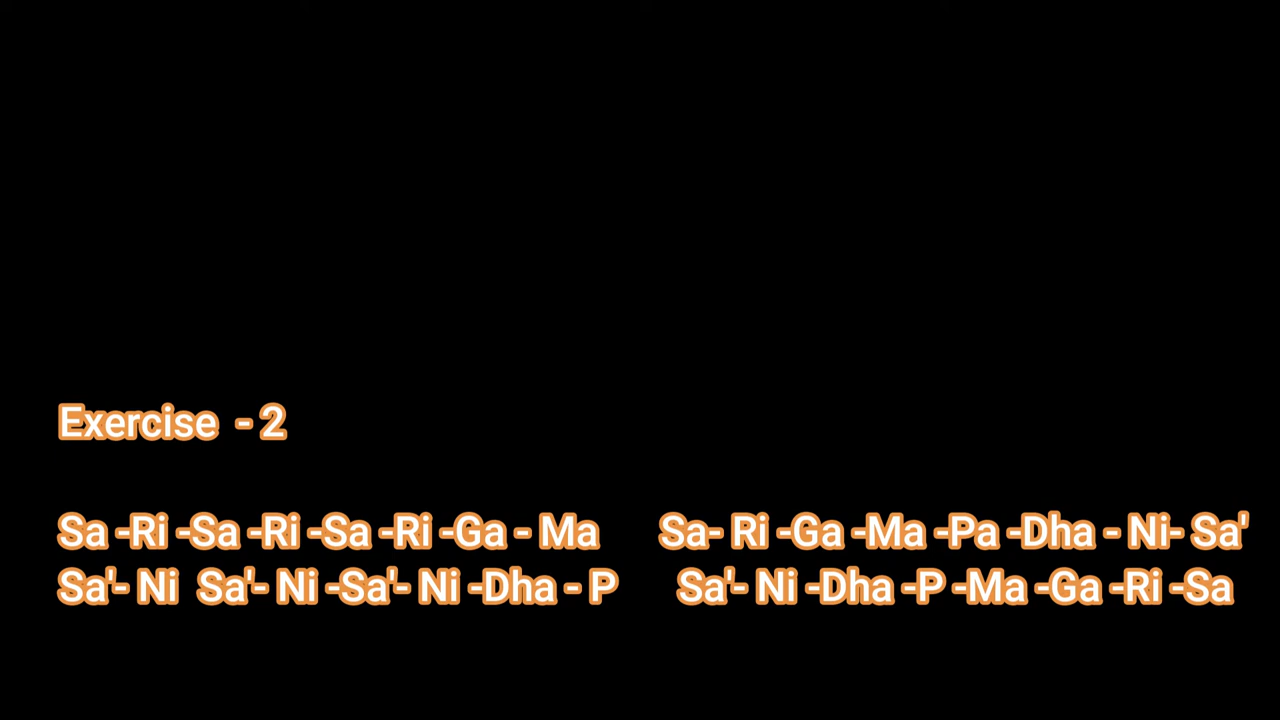 Exercise - 2
Sa -Ri -Sa -Ri -Sa -Ri -Ga - Ma Sa- Ri -Ga -Ma -Pa -Dha - Ni- Sa'
Sa'- Ni Sa'- Ni -Sa'- Ni -Dha - P Sa'- Ni -Dha -P -Ma -Ga -Ri -Sa